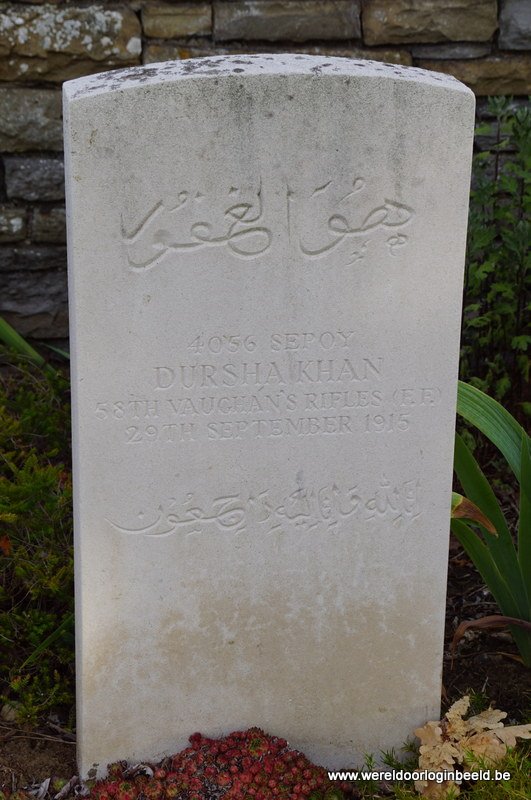 هو الغفور
4056 SEPOY
DURSHA KHAN
58TH VAUGHAN'S RIFLES (F.F.)
29TH SEPTEMBER 1915
انا لله و انا اليه راجعون
www.wereldoorloginbeeld.be